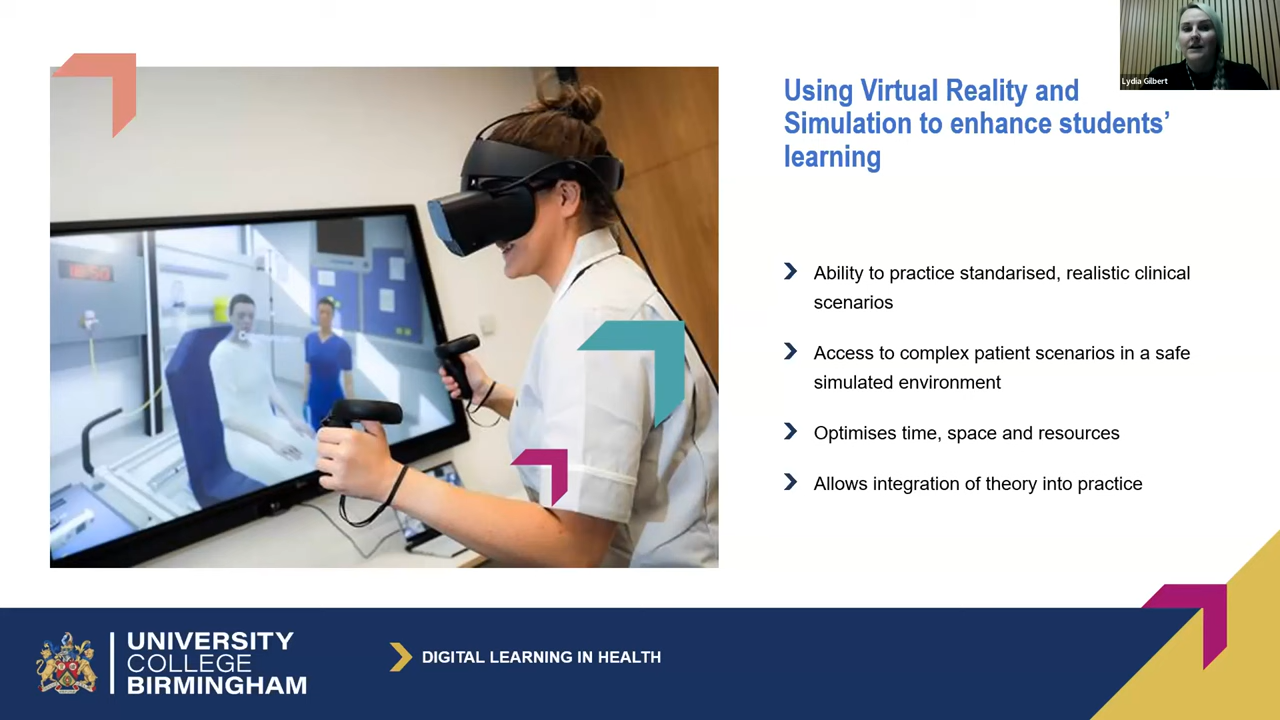 Lydia Gilbert
Using Virtual Reality and
Simulation to enhance students’
learning
Ability to practice standarised, realistic clinical
scenarios
Access to complex patient scenarios in a safe
simulated environment
Optimises time, space and resources
Allows integration of theory into practice
UNIVERSITY
COLLEGE
BIRMINGHAM
DIGITAL LEARNING IN HEALTH